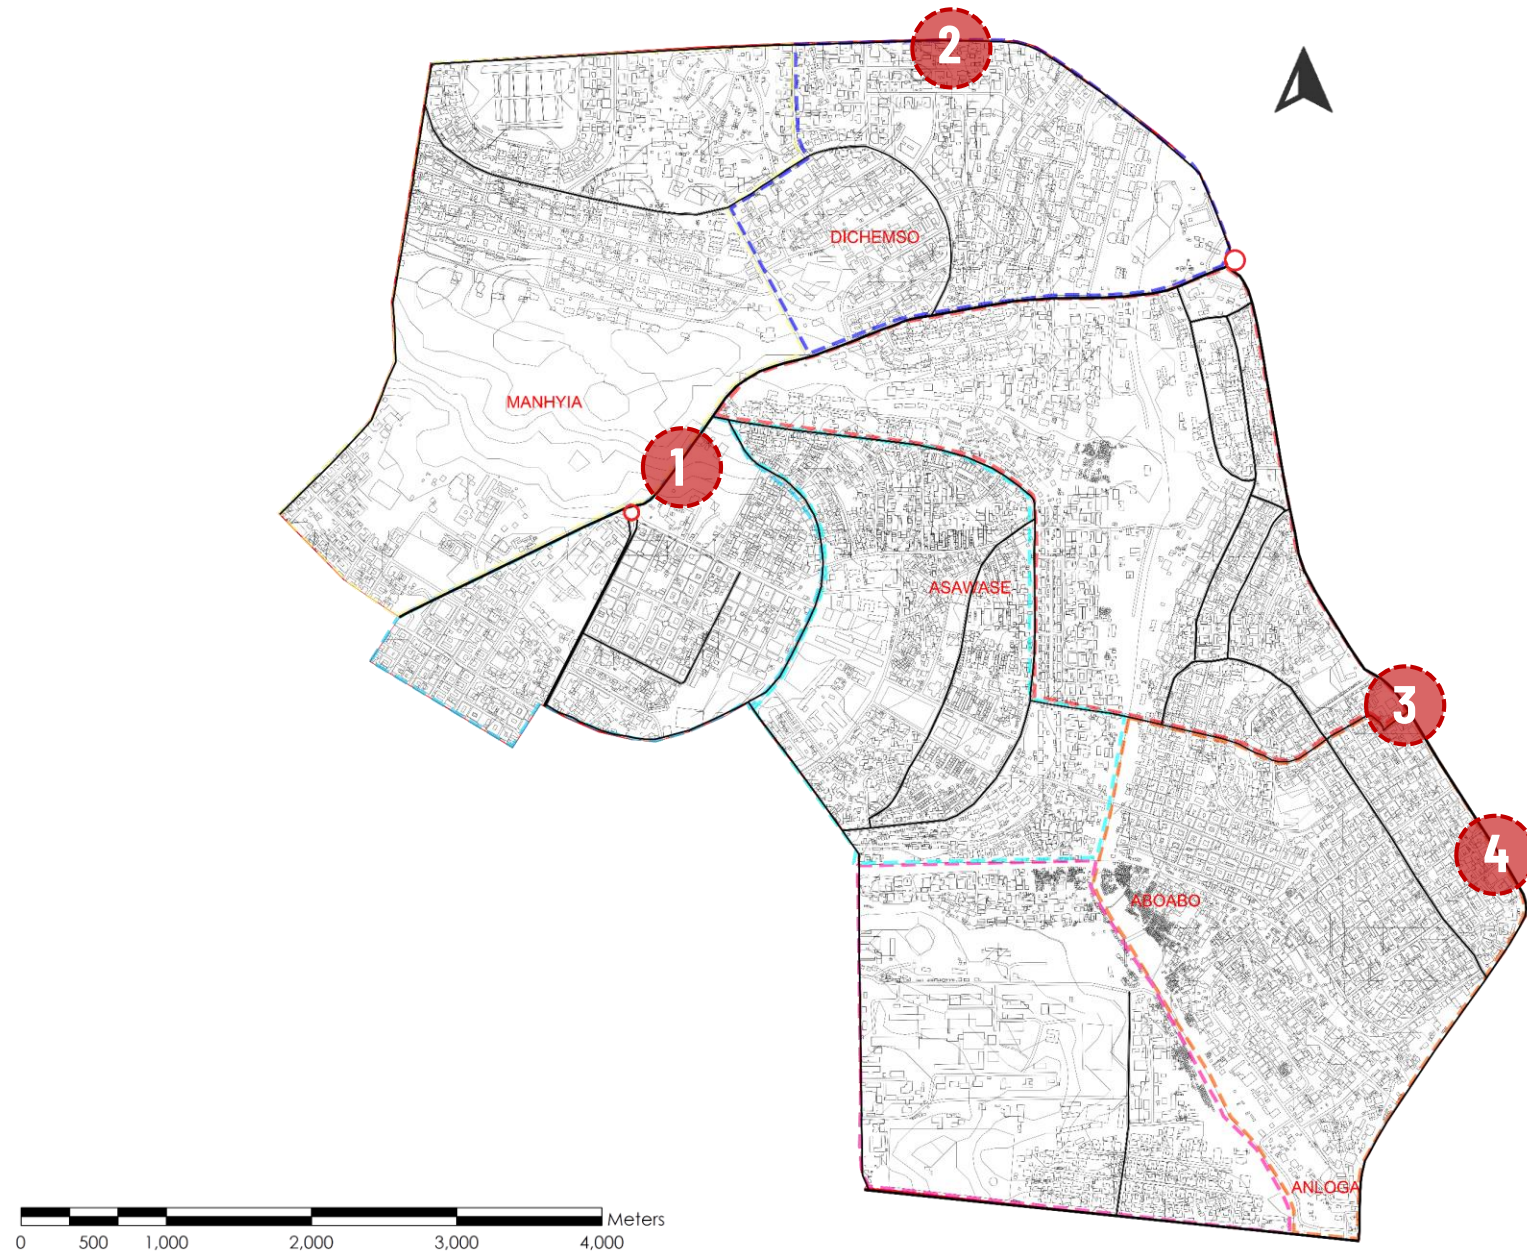 2
DICHEMSO
MANHYIA
1
ASAWASE
3
4
ABOABO
ANLOGA
Meters
0 500 1,000 2,000 3,000 4,000